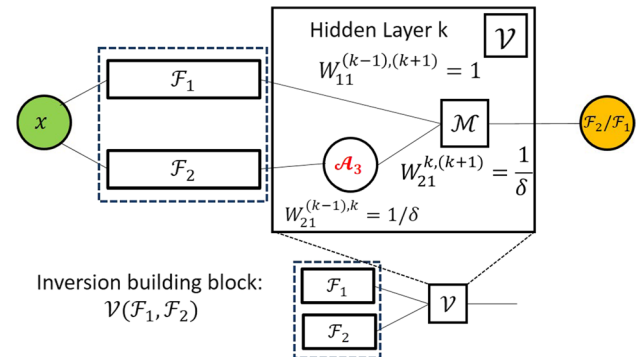 Hidden Layer k
𝒱
W₁₁^{(k−1),(k+1)} = 1
ℱ₁
x
ℳ
ℱ₂/ℱ₁
ℱ₂
𝒜₃
W₂₁^{k,(k+1)} = 1/δ
W₂₁^{(k−1),k} = 1/δ
Inversion building block:
𝒱(ℱ₁, ℱ₂)
ℱ₁
𝒱
ℱ₂